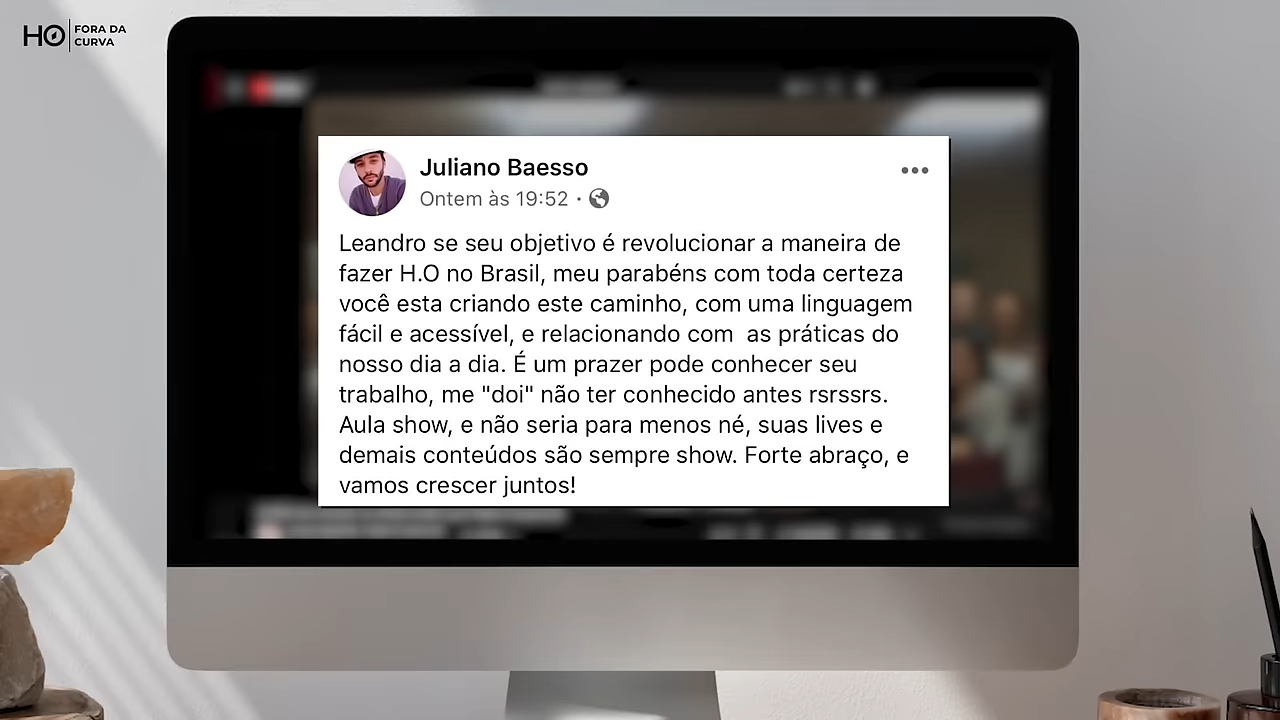 HO
FORA DA
CURVA
Juliano Baesso
Ontem às 19:52 ·
Leandro se seu objetivo é revolucionar a maneira de
fazer H.O no Brasil, meu parabéns com toda certeza
você esta criando este caminho, com uma linguagem
fácil e acessível, e relacionando com  as práticas do
nosso dia a dia. É um prazer pode conhecer seu
trabalho, me "doi" não ter conhecido antes rsrssrs.
Aula show, e não seria para menos né, suas lives e
demais conteúdos são sempre show. Forte abraço, e
vamos crescer juntos!